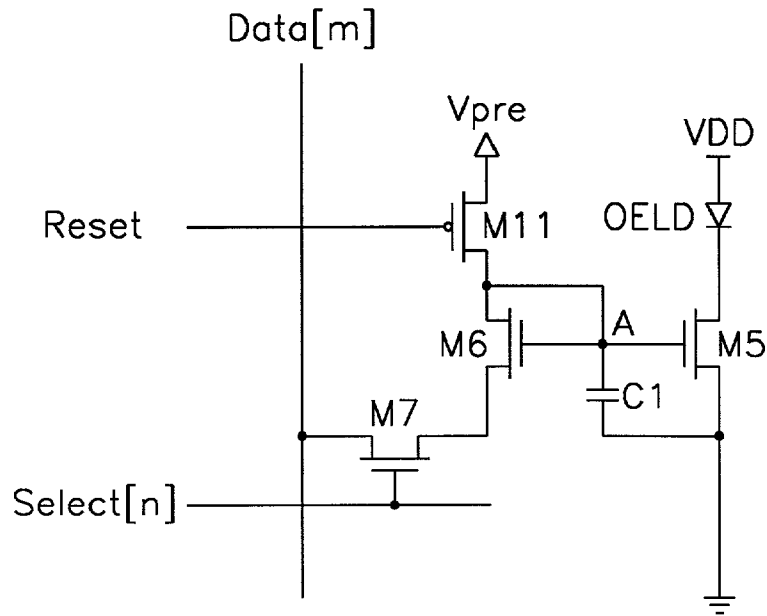 Data[m]
Vpre
VDD
Reset
M11
OELD
M6
A
M5
M7
C1
Select[n]